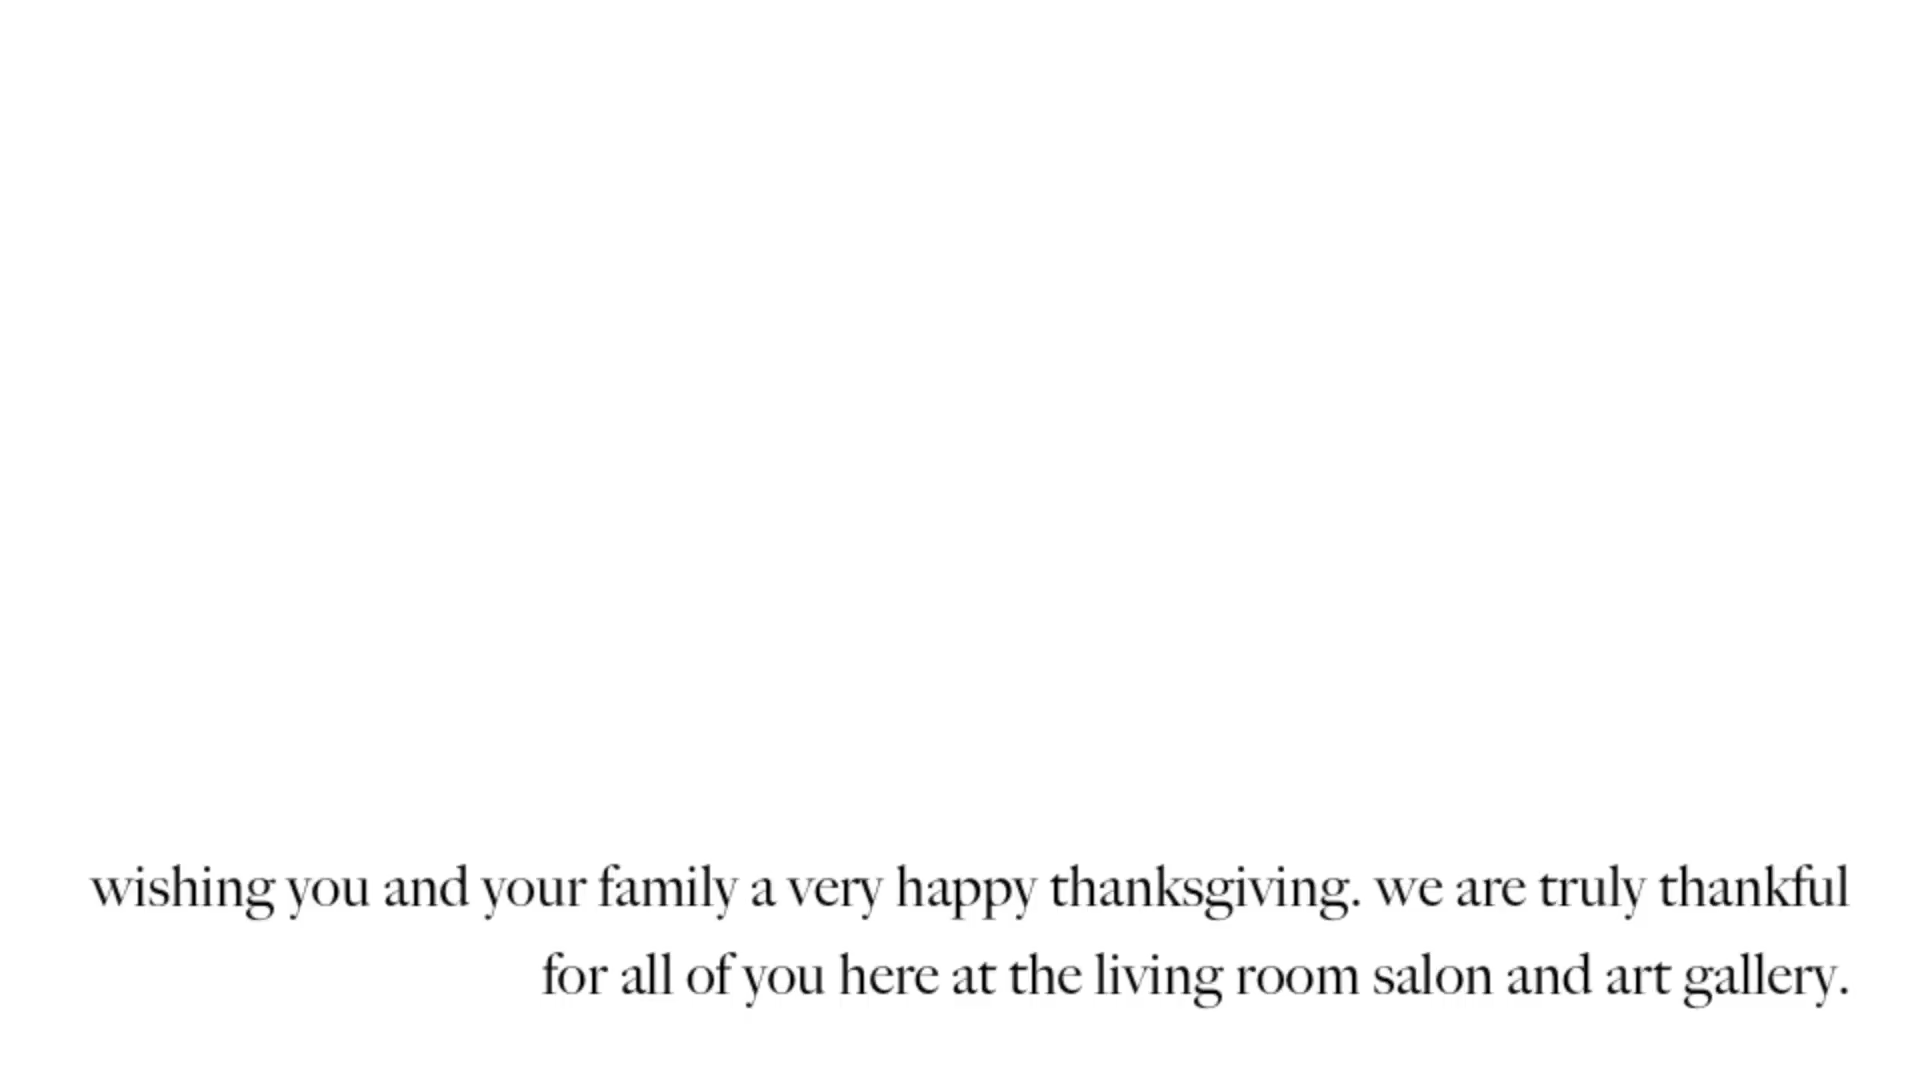 wishing you and your family a very happy thanksgiving. we are truly thankful
for all of you here at the living room salon and art gallery.